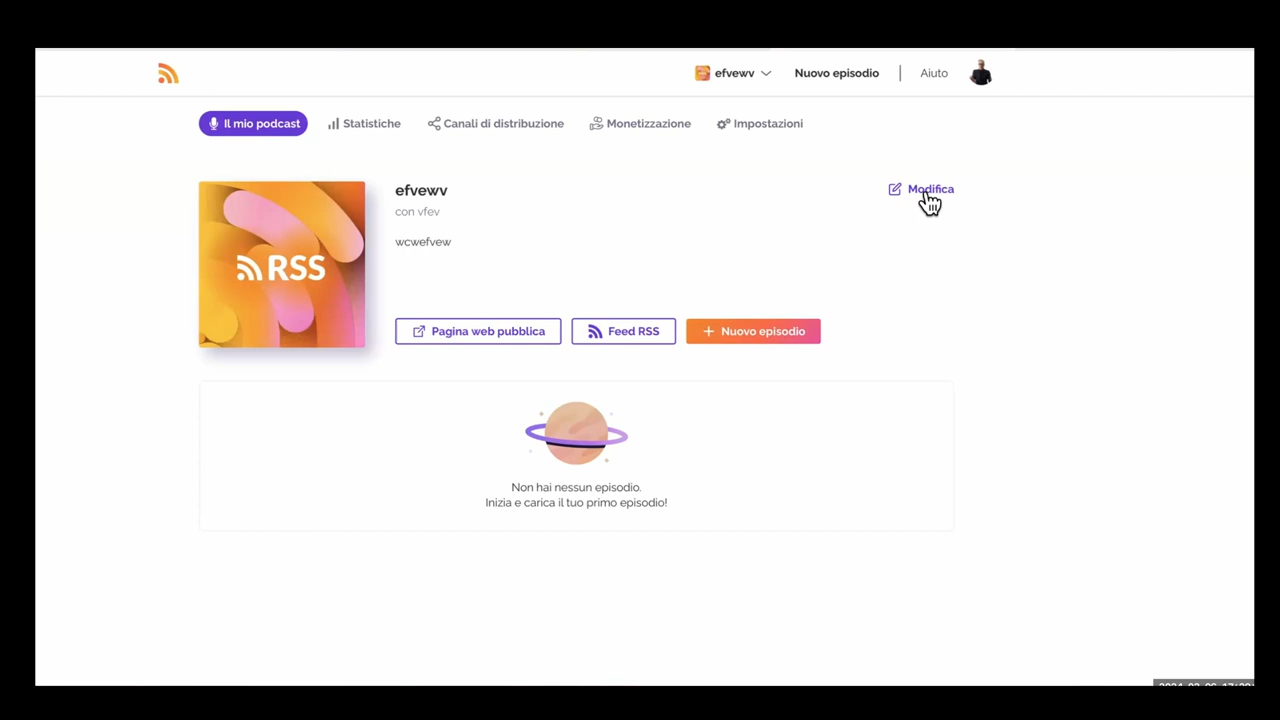 efvewv
Nuovo episodio
Aiuto
Il mio podcast
Statistiche
Canali di distribuzione
Monetizzazione
Impostazioni
RSS
efvewv
Modifica
con vfev
wcwefvew
Pagina web pubblica
Feed RSS
Nuovo episodio
Non hai nessun episodio.
Inizia e carica il tuo primo episodio!